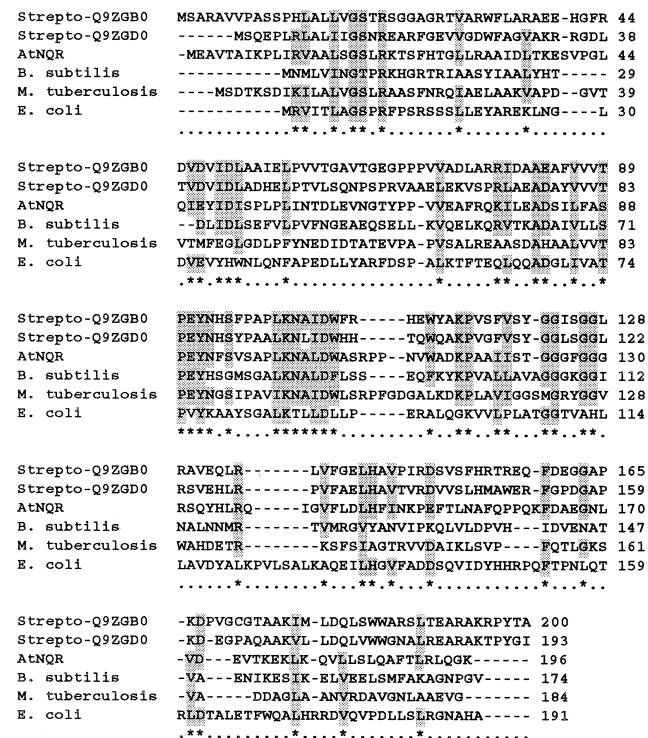 Strepto-Q9ZGB0 MSARAVVPASSPHLALLVGSTRSGGAGRTVARWFLARAEE-HGFR 44
Strepto-Q9ZGD0 ------MSQEPLRLALIIGSNREARFGEVVGDWFAGVAKR-RGDL 38
AtNQR -MEAVTAIKPLIRVAALSGSLRKTSFHTGLLRAAIDLTKESVPGL 44
B. subtilis --------MNMLVINGTPRKHGRTRIAASYIAALYHT----- 29
M. tuberculosis ----MSDTKSDIKILALVGSLRAASFNRQIAELAAKVAPD-GVT 39
E. coli ----------MRVITLAGSPRFPSRSSSLLEYAREKLNG---L 30
............**..*.**.*.......*......*........
Strepto-Q9ZGB0 DVDVIDLAAIELPVVTGAVTGEGPPPVVADLARRIDAAEAFVVVT 89
Strepto-Q9ZGD0 TVDVIDLADHELPTVLSQNPSPRVAAELEKVSPRLAEADAYVVVT 83
AtNQR QIEYIDISPLPLINTDLEVNGTYPP-VVEAFRQKILEADSILFAS 88
B. subtilis --DLIDLSEFVLPVFNGEAEQSELL-KVQELKQRVTKADAIVLLS 71
M. tuberculosis VTMFEGLGDLPFYNEDIDTATEVPA-PVSALREAASDAHAALVVT 83
E. coli DVEVYHWNLQNFAPEDLLYARFDSP-ALKTFTEQLQQADGLIVAT 74
.**.***....*...............*.....**..**..*..*
Strepto-Q9ZGB0 PEYNHSFPAPLKNAIDWFR-----HEWYAKPVSFVSY-GGISGGL 128
Strepto-Q9ZGD0 PEYNHSYPAALKNLIDWHH-----TQWQAKPVGFVSY-GGLSGGL 122
AtNQR PEYNFSVSAPLKNALDWASRPP--NVWADKPAAIIST-GGGFGGG 130
B. subtilis PEYHSGMSGALKNALDFLSS----EQFKYKPVALLAVAGGGKGGI 112
M. tuberculosis PEYNGSIPAVIKNAIDWLSRPFGDGALKDKPLAVIGGSMGRYGGV 128
E. coli PVYKAAYSGALKTLLDLLP-----ERALQGKVVLPLATGGTVAHL 114
****.*....*******.........*..**..**...**..**.
Strepto-Q9ZGB0 RAVEQLR-------LVFGELHAVPIRDSVSFHRTREQ-FDEGGAP 165
Strepto-Q9ZGD0 RSVEHLR-------PVFAELHAVTVRDVVSLHMAWER-FGPDGAP 159
AtNQR RSQYHLRQ-----IGVFLDLHFINKPEFTLNAFQPPQKFDAEGNL 170
B. subtilis NALNNMR-------TVMRGVYANVIPKQLVLDPVH---IDVENAT 147
M. tuberculosis WAHDETR-------KSFSIAGTRVVDAIKLSVP----FQTLGKS 161
E. coli LAVDYALKPVLSALKAQEILHGVFADDSQVIDYHHRPQFTPNLQT 159
......*............**.*...*...........*...*..
Strepto-Q9ZGB0 -KDPVGCGTAAKIM-LDQLSWWARSLTEARAKRPYTA 200
Strepto-Q9ZGD0 -KD-EGPAQAAKVL-LDQLVWWGNALREARAKTPYGI 193
AtNQR -VD---EVTKEKLK-QVLLSLQAFTLRLQGK------ 196
B. subtilis -VA---ENIKESIK-ELVEELSMFAKAGNPGV----- 174
M. tuberculosis -VA----DDAGLA-ANVRDAVGNLAAEVG----- 184
E. coli RLDTALETFWQALHRRDVQVPDLLSLRGNAHA----- 191
.**.........*....*.......*...........